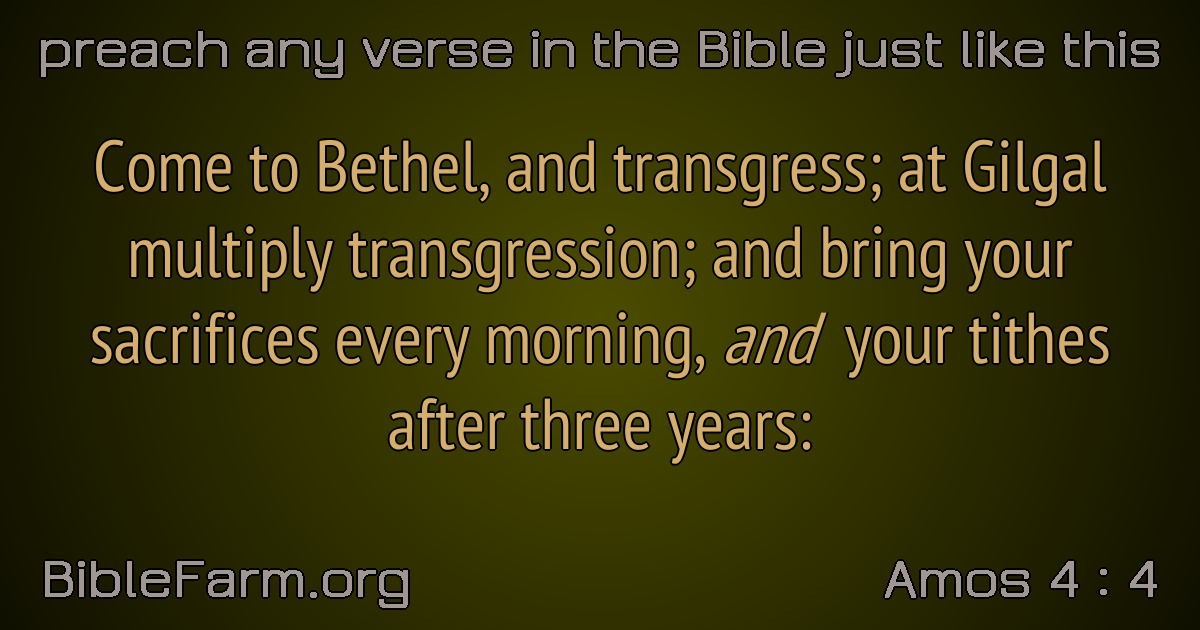 preach any verse in the Bible just like this
Come to Bethel, and transgress; at Gilgal
multiply transgression; and bring your
sacrifices every morning, and your tithes
after three years:
BibleFarm.org
Amos 4 : 4